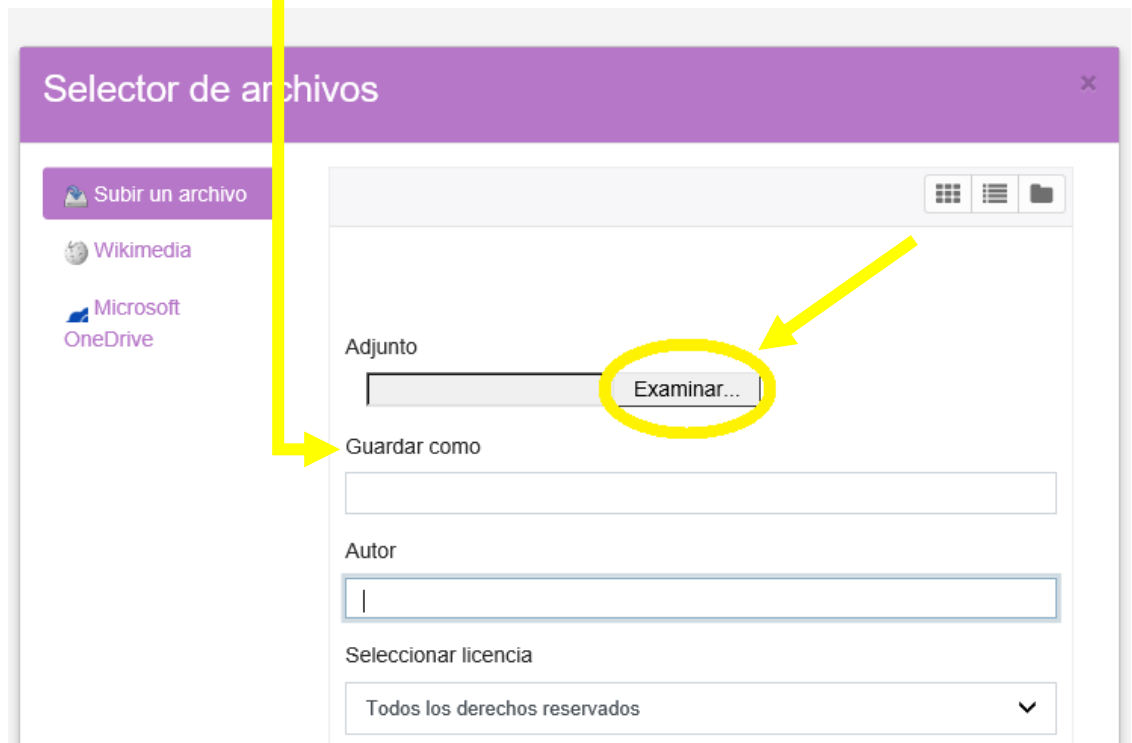 Selector de archivos
×
Subir un archivo
Wikimedia
Microsoft
OneDrive
Adjunto
Examinar...
Guardar como
Autor
Seleccionar licencia
Todos los derechos reservados